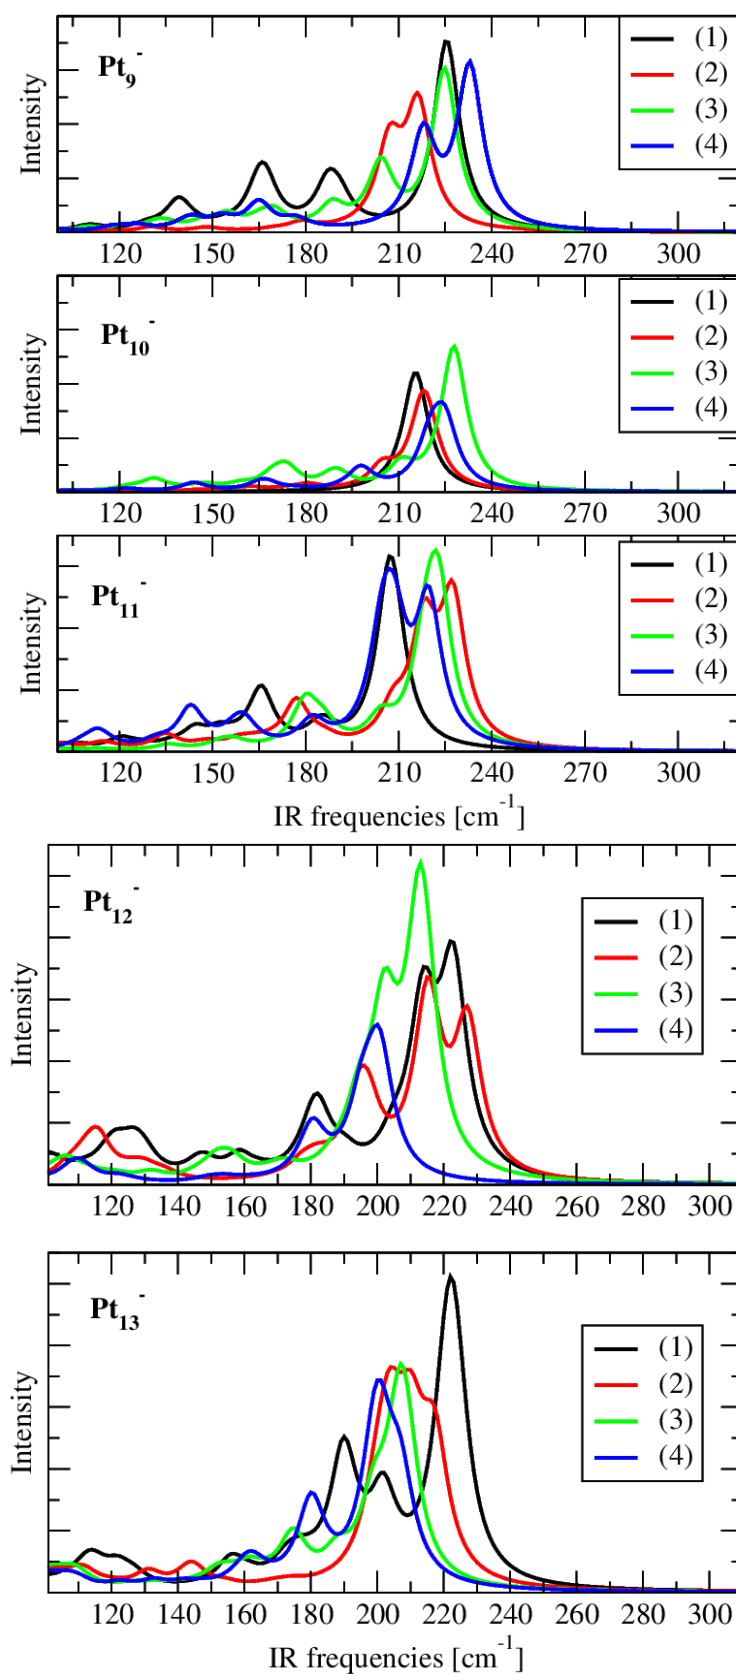 Pt9-
Intensity
(1)
(2)
(3)
(4)
120 150 180 210 240 270 300
Pt10-
Intensity
(1)
(2)
(3)
(4)
120 150 180 210 240 270 300
Pt11-
Intensity
(1)
(2)
(3)
(4)
120 150 180 210 240 270 300
IR frequencies [cm-1]
Pt12-
Intensity
(1)
(2)
(3)
(4)
120 140 160 180 200 220 240 260 280 300
Pt13-
Intensity
(1)
(2)
(3)
(4)
120 140 160 180 200 220 240 260 280 300
IR frequencies [cm-1]